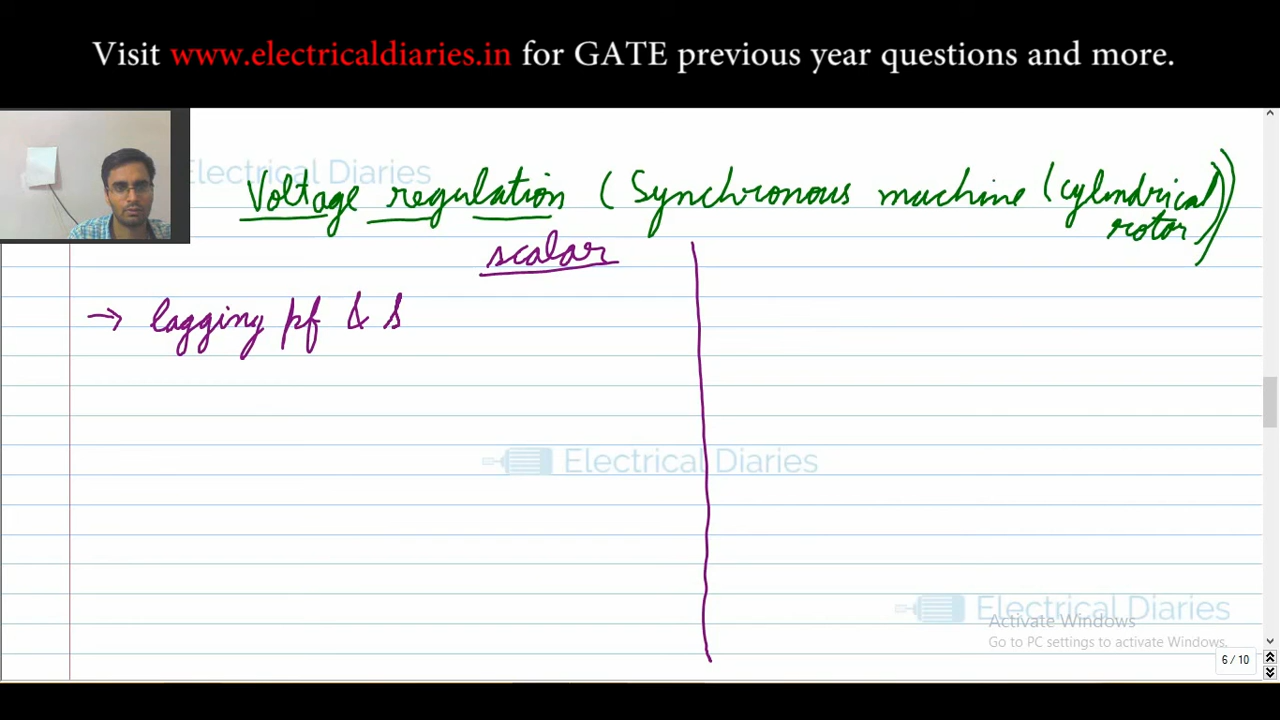 Visit www.electricaldiaries.in for GATE previous year questions and more.
Electrical Diaries
Voltage regulation (Synchronous machine (cylindrical rotor))
scalar
→ lagging pf & s
Electrical Diaries
Electrical Diaries
Activate Windows
Go to PC settings to activate Windows.
6 / 10